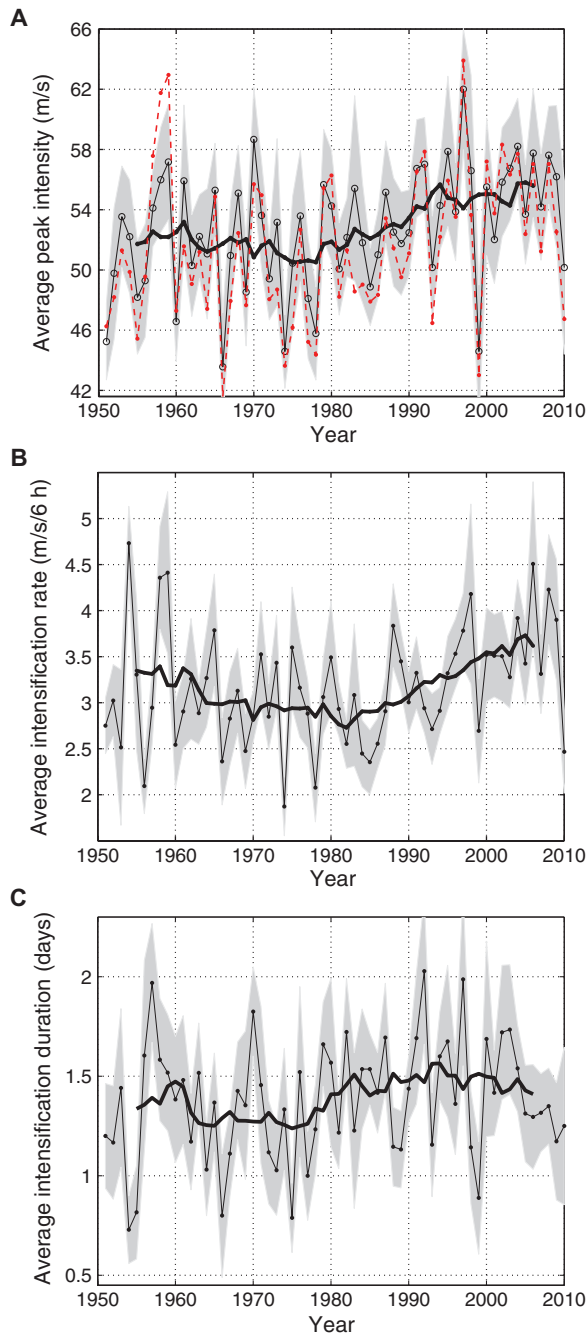 A
Average peak intensity (m/s)
66
62
58
54
50
46
42
1950 1960 1970 1980 1990 2000 2010
Year
B
Average intensification rate (m/s/6 h)
5
4.5
4
3.5
3
2.5
2
1950 1960 1970 1980 1990 2000 2010
Year
C
Average intensification duration (days)
2
1.5
1
0.5
1950 1960 1970 1980 1990 2000 2010
Year